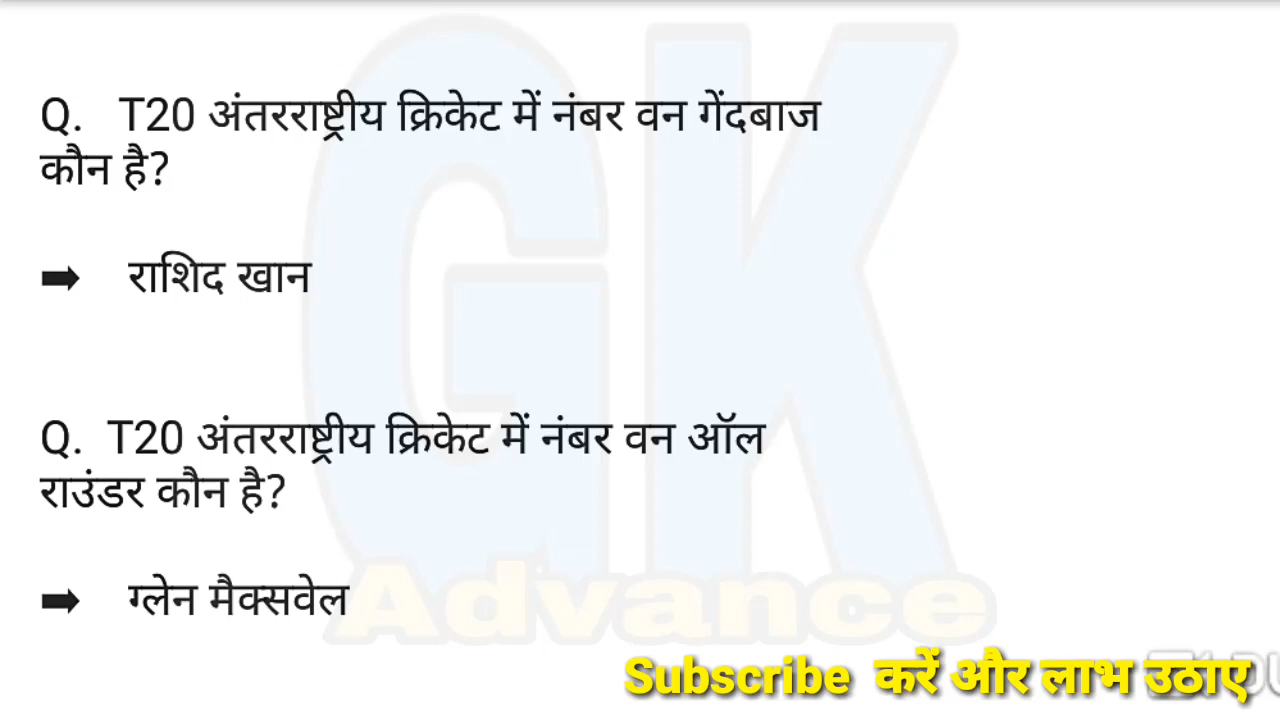 Q. T20 अंतरराष्ट्रीय क्रिकेट में नंबर वन गेंदबाज
कौन है?
➡ राशिद खान
Q. T20 अंतरराष्ट्रीय क्रिकेट में नंबर वन ऑल
राउंडर कौन है?
➡ ग्लेन मैक्सवेल
GK
Advance
Subscribe करें और लाभ उठाए